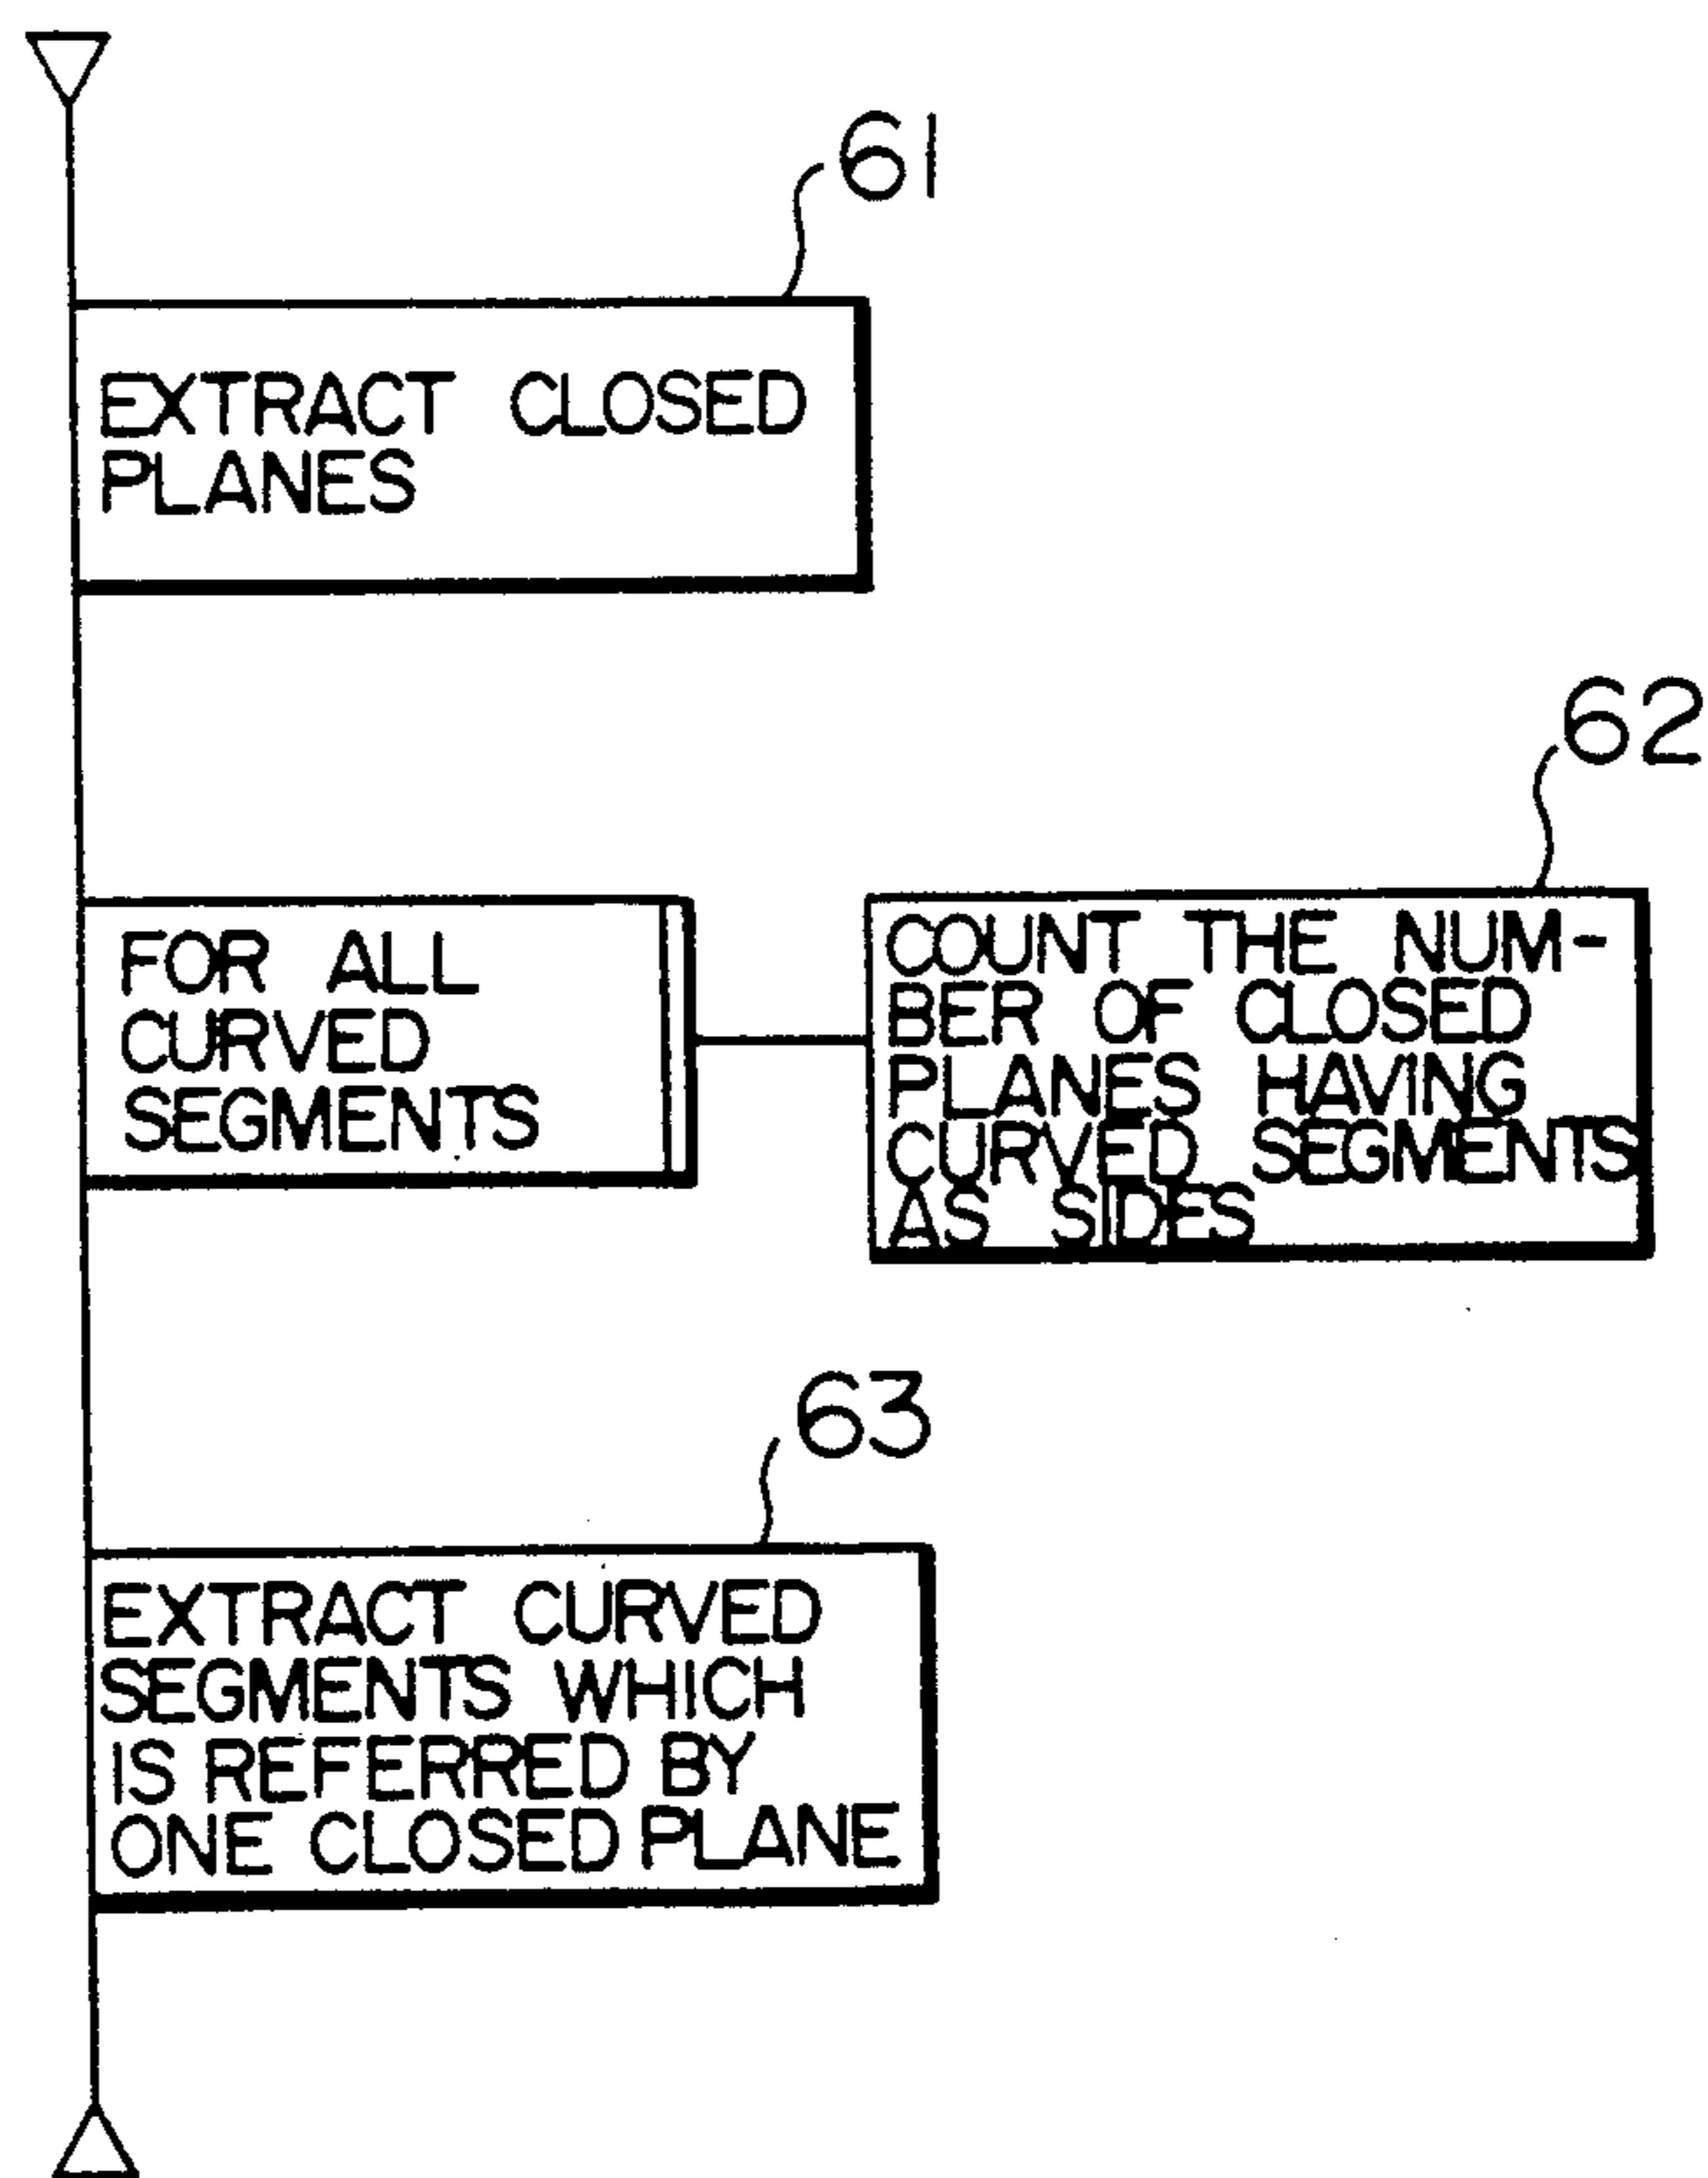 61
EXTRACT CLOSED
PLANES
62
FOR ALL
CURVED
SEGMENTS
COUNT THE NUM-
BER OF CLOSED
PLANES HAVING
CURVED SEGMENTS
AS SIDES
63
EXTRACT CURVED
SEGMENTS WHICH
IS REFERRED BY
ONE CLOSED PLANE